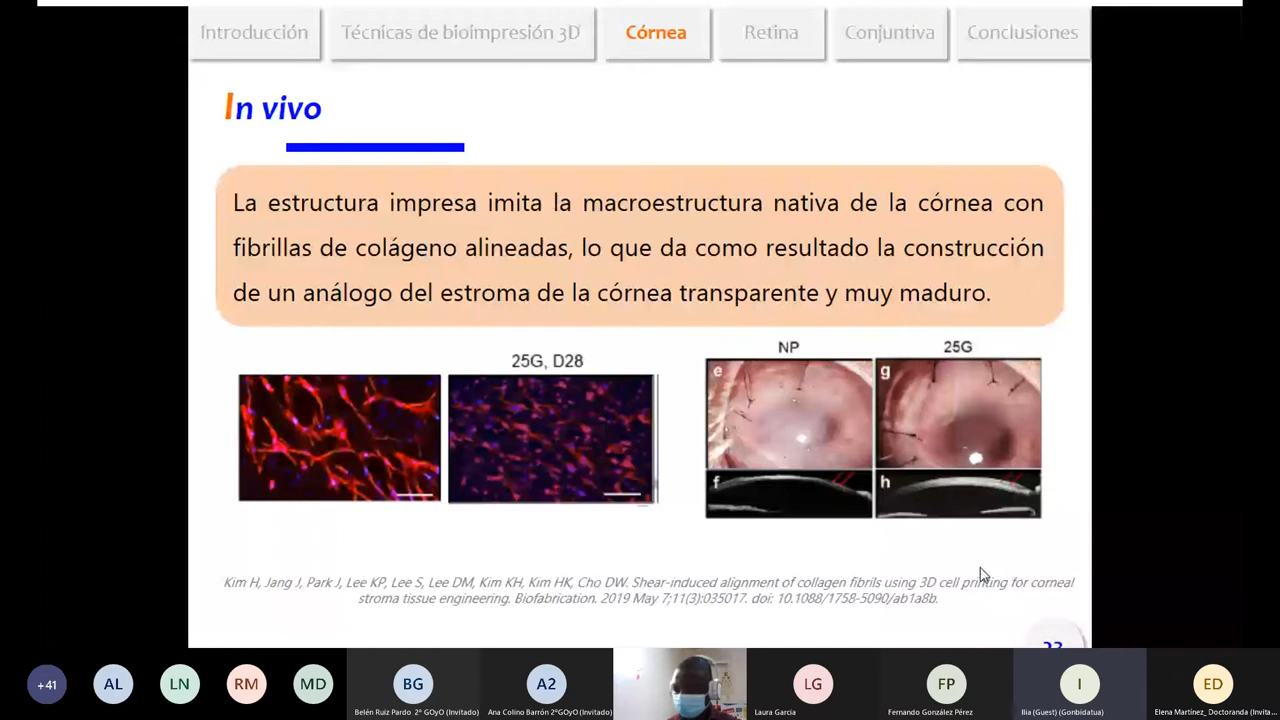 Introducción
Técnicas de bioimpresión 3D
Córnea
Retina
Conjuntiva
Conclusiones
In vivo
La estructura impresa imita la macroestructura nativa de la córnea con
fibrillas de colágeno alineadas, lo que da como resultado la construcción
de un análogo del estroma de la córnea transparente y muy maduro.
25G, D28
NP
25G
e
g
f
h
Kim H, Jang J, Park J, Lee KP, Lee S, Lee DM, Kim KH, Kim HK, Cho DW. Shear-induced alignment of collagen fibrils using 3D cell printing for corneal
stroma tissue engineering. Biofabrication. 2019 May 7;11(3):035017. doi: 10.1088/1758-5090/ab1a8b.
+41
AL
LN
RM
MD
BG
A2
LG
FP
I
ED
Belén Ruiz Pardo 2º GOyO (Invitado)
Ana Colino Barrón 2ºGOyO (Invitado)
Laura García
Fernando González Pérez
Ilia (Guest) (Gonbidatua)
Elena Martínez_Doctoranda (Invita...